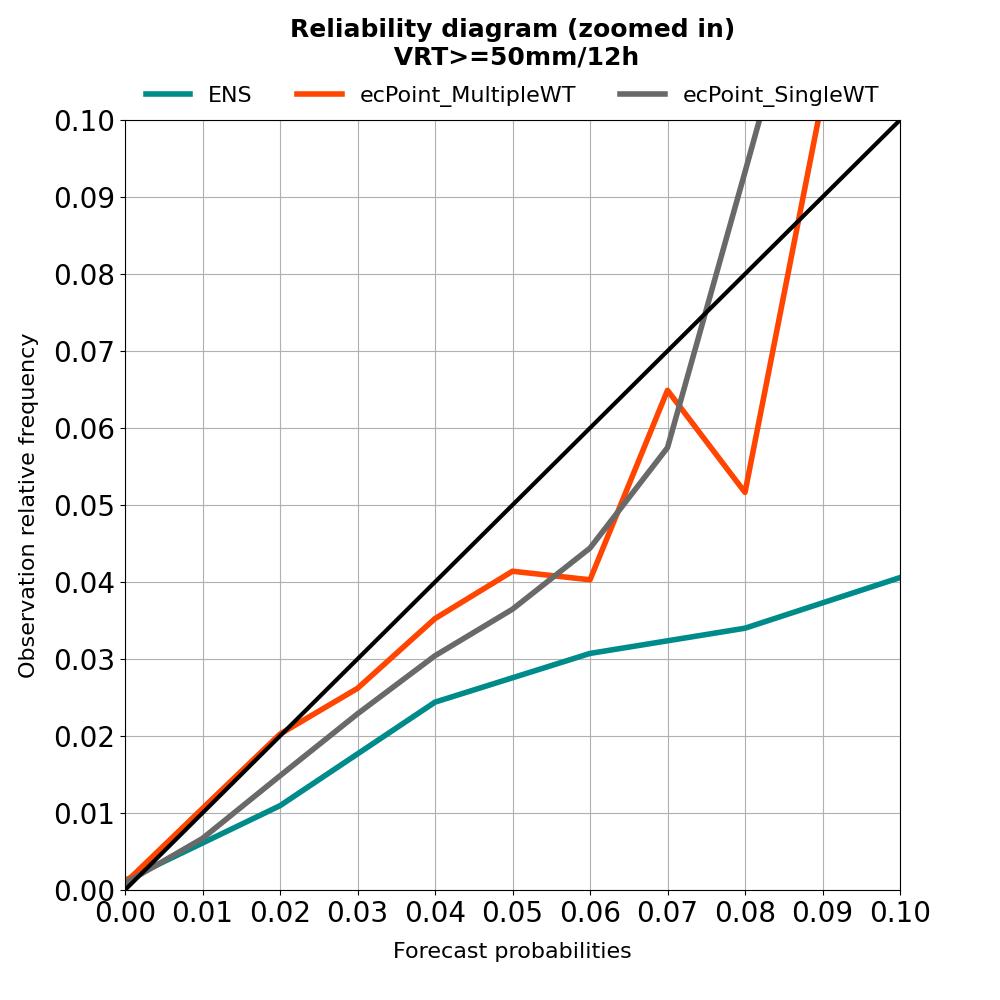 Reliability diagram (zoomed in)
VRT>=50mm/12h
ENS ecPoint_MultipleWT ecPoint_SingleWT
0.10
0.09
0.08
0.07
0.06
0.05
0.04
0.03
0.02
0.01
0.00
Observation relative frequency
0.00 0.01 0.02 0.03 0.04 0.05 0.06 0.07 0.08 0.09 0.10
Forecast probabilities